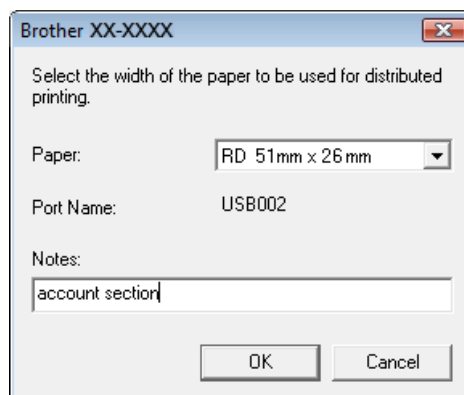 Brother XX-XXXX
Select the width of the paper to be used for distributed
printing.
Paper: RD 51mm x 26mm
Port Name: USB002
Notes:
account section
OK Cancel